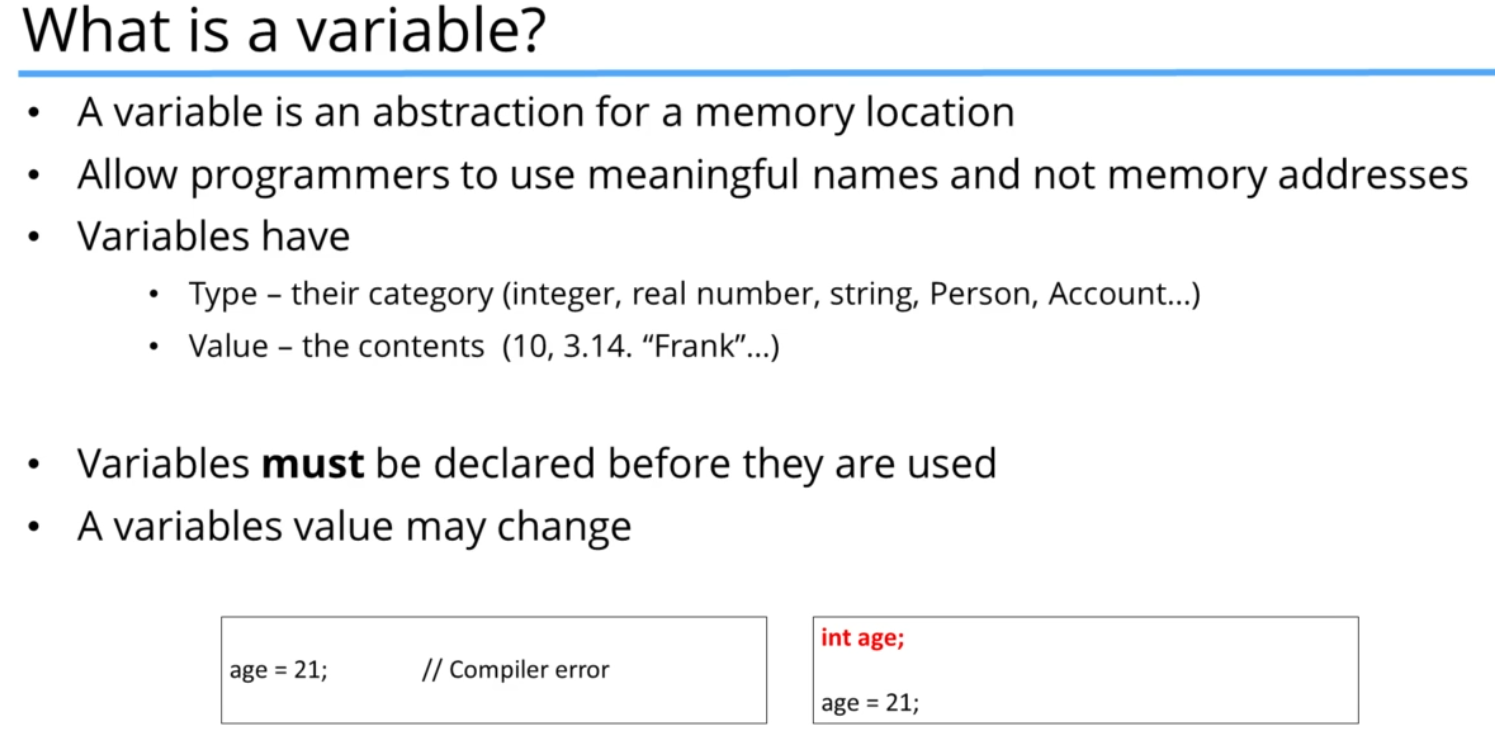 What is a variable?
• A variable is an abstraction for a memory location
• Allow programmers to use meaningful names and not memory addresses
• Variables have
• Type – their category (integer, real number, string, Person, Account…)
• Value – the contents (10, 3.14. “Frank”…)
• Variables must be declared before they are used
• A variables value may change
age = 21; // Compiler error
int age;
age = 21;